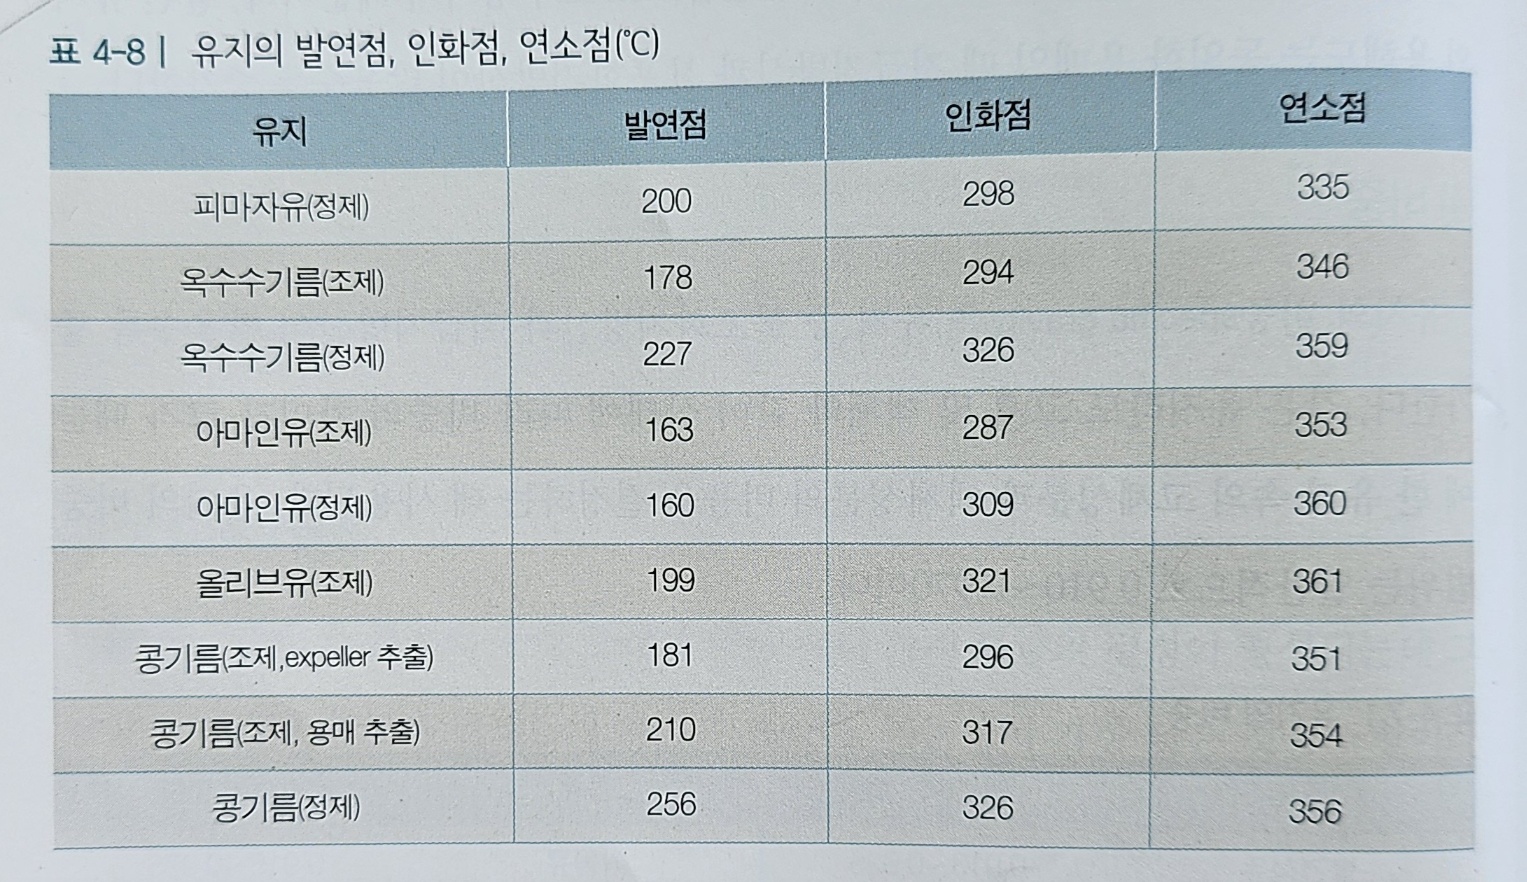 표 4-8 | 유지의 발연점, 인화점, 연소점(℃)
유지 발연점 인화점 연소점
피마자유(정제) 200 298 335
옥수수기름(조제) 178 294 346
옥수수기름(정제) 227 326 359
아마인유(조제) 163 287 353
아마인유(정제) 160 309 360
올리브유(조제) 199 321 361
콩기름(조제,expeller 추출) 181 296 351
콩기름(조제, 용매 추출) 210 317 354
콩기름(정제) 256 326 356